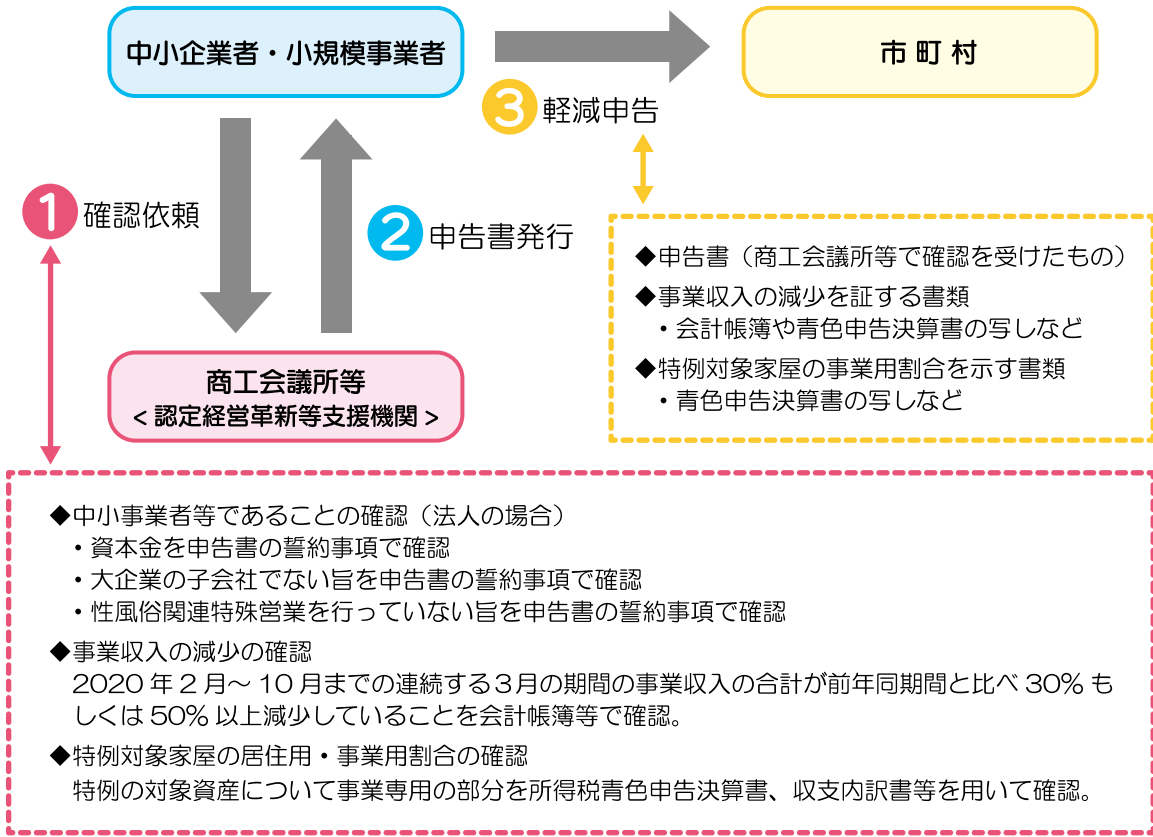 中小企業者・小規模事業者
市 町 村
3 軽減申告
1 確認依頼
2 申告書発行
◆申告書（商工会議所等で確認を受けたもの）
◆事業収入の減少を証する書類
・会計帳簿や青色申告決算書の写しなど
◆特例対象家屋の事業用割合を示す書類
・青色申告決算書の写しなど
商工会議所等
< 認定経営革新等支援機関 >
◆中小事業者等であることの確認（法人の場合）
・資本金を申告書の誓約事項で確認
・大企業の子会社でない旨を申告書の誓約事項で確認
・性風俗関連特殊営業を行っていない旨を申告書の誓約事項で確認
◆事業収入の減少の確認
2020 年 2 月～ 10 月までの連続する３月の期間の事業収入の合計が前年同期間と比べ 30% も
しくは 50% 以上減少していることを会計帳簿等で確認。
◆特例対象家屋の居住用・事業用割合の確認
特例の対象資産について事業専用の部分を所得税青色申告決算書、収支内訳書等を用いて確認。